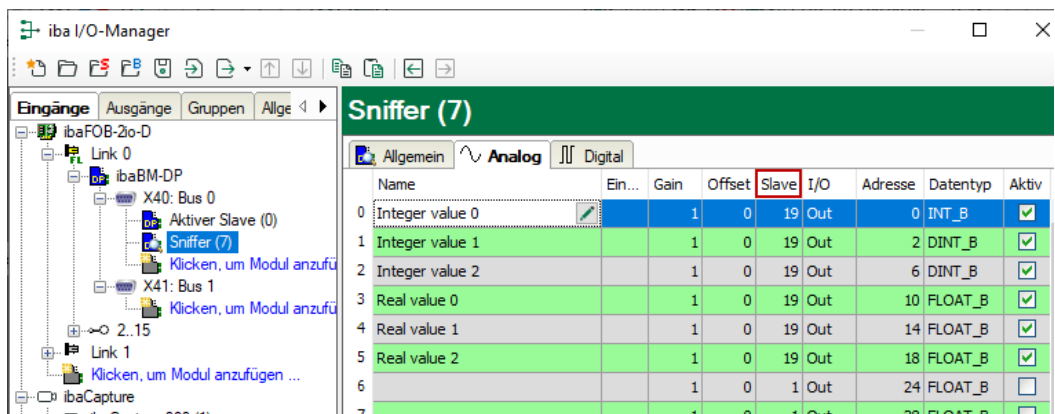 iba I/O-Manager
Eingänge Ausgänge Gruppen Allge
ibaFOB-2io-D
Link 0
ibaBM-DP
X40: Bus 0
Aktiver Slave (0)
Sniffer (7)
Klicken, um Modul anzufü
X41: Bus 1
Klicken, um Modul anzufü
2..15
Link 1
Klicken, um Modul anzufügen ...
ibaCapture
Sniffer (7)
Allgemein Analog Digital
Name Ein... Gain Offset Slave I/O Adresse Datentyp Aktiv
0 Integer value 0 1 0 19 Out 0 INT_B
1 Integer value 1 1 0 19 Out 2 DINT_B
2 Integer value 2 1 0 19 Out 6 DINT_B
3 Real value 0 1 0 19 Out 10 FLOAT_B
4 Real value 1 1 0 19 Out 14 FLOAT_B
5 Real value 2 1 0 19 Out 18 FLOAT_B
6 1 0 1 Out 24 FLOAT_B